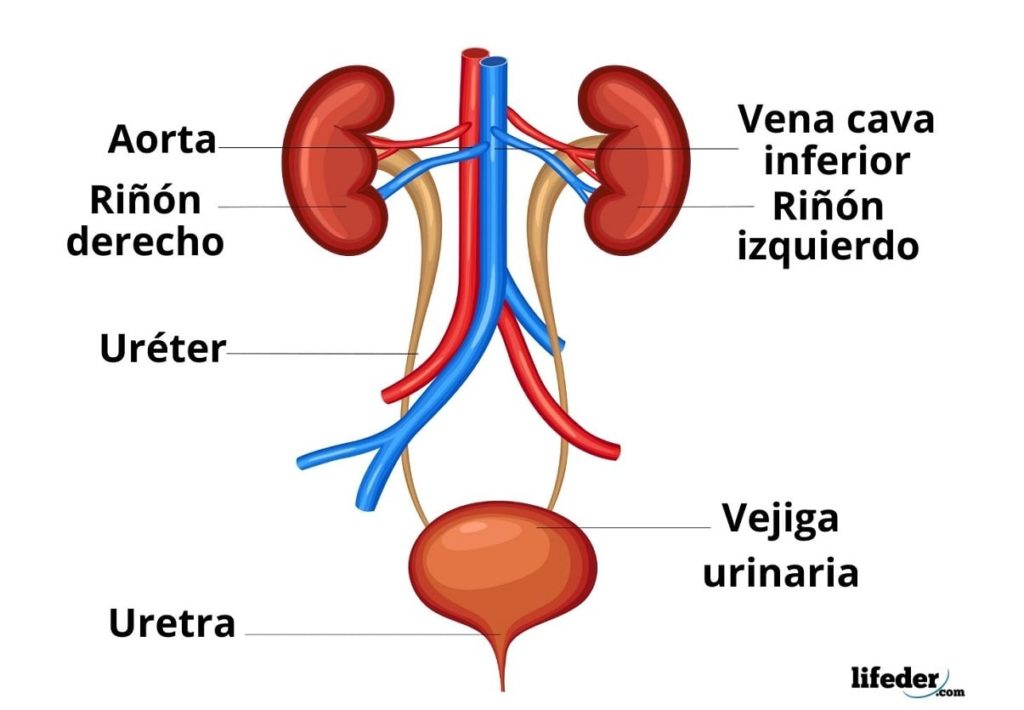 Aorta
Vena cava
inferior
Riñón
derecho
Riñón
izquierdo
Uréter
Vejiga
urinaria
Uretra
lifeder.com